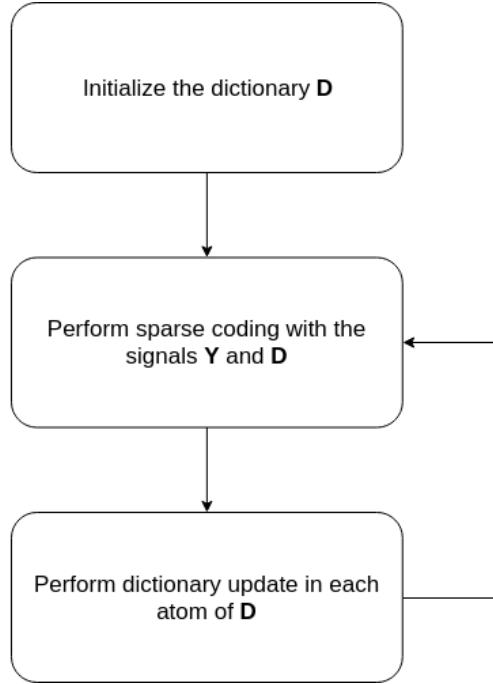 Initialize the dictionary D
Perform sparse coding with the
signals Y and D
Perform dictionary update in each
atom of D